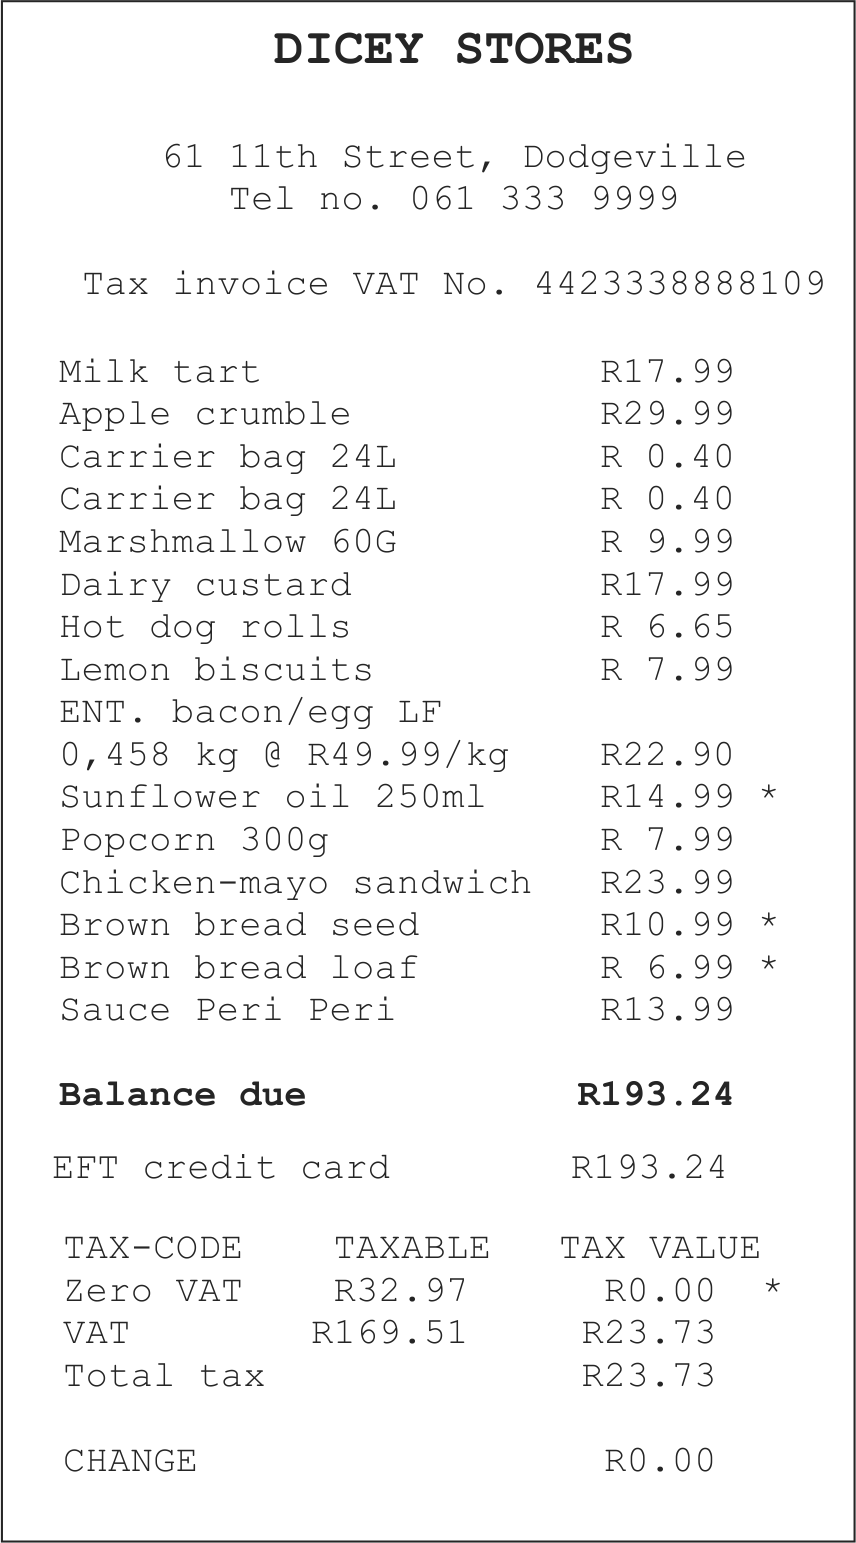 DICEY STORES
61 11th Street, Dodgeville
Tel no. 061 333 9999
Tax invoice VAT No. 4423338888109
Milk tart R17.99
Apple crumble R29.99
Carrier bag 24L R 0.40
Carrier bag 24L R 0.40
Marshmallow 60G R 9.99
Dairy custard R17.99
Hot dog rolls R 6.65
Lemon biscuits R 7.99
ENT. bacon/egg LF
0,458 kg @ R49.99/kg R22.90
Sunflower oil 250ml R14.99 *
Popcorn 300g R 7.99
Chicken-mayo sandwich R23.99
Brown bread seed R10.99 *
Brown bread loaf R 6.99 *
Sauce Peri Peri R13.99
Balance due R193.24
EFT credit card R193.24
TAX-CODE TAXABLE TAX VALUE
Zero VAT R32.97 R0.00 *
VAT R169.51 R23.73
Total tax R23.73
CHANGE R0.00